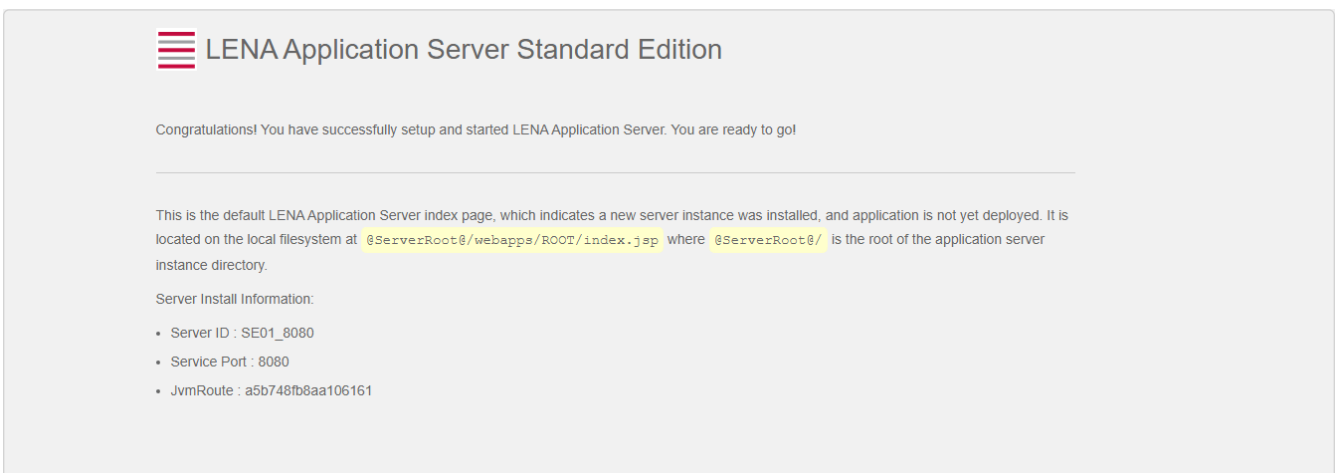 LENA Application Server Standard Edition
Congratulations! You have successfully setup and started LENA Application Server. You are ready to go!
This is the default LENA Application Server index page, which indicates a new server instance was installed, and application is not yet deployed. It is
located on the local filesystem at @ServerRoot@/webapps/ROOT/index.jsp where @ServerRoot@/ is the root of the application server
instance directory.
Server Install Information:
• Server ID : SE01_8080
• Service Port : 8080
• JvmRoute : a5b748fb8aa106161